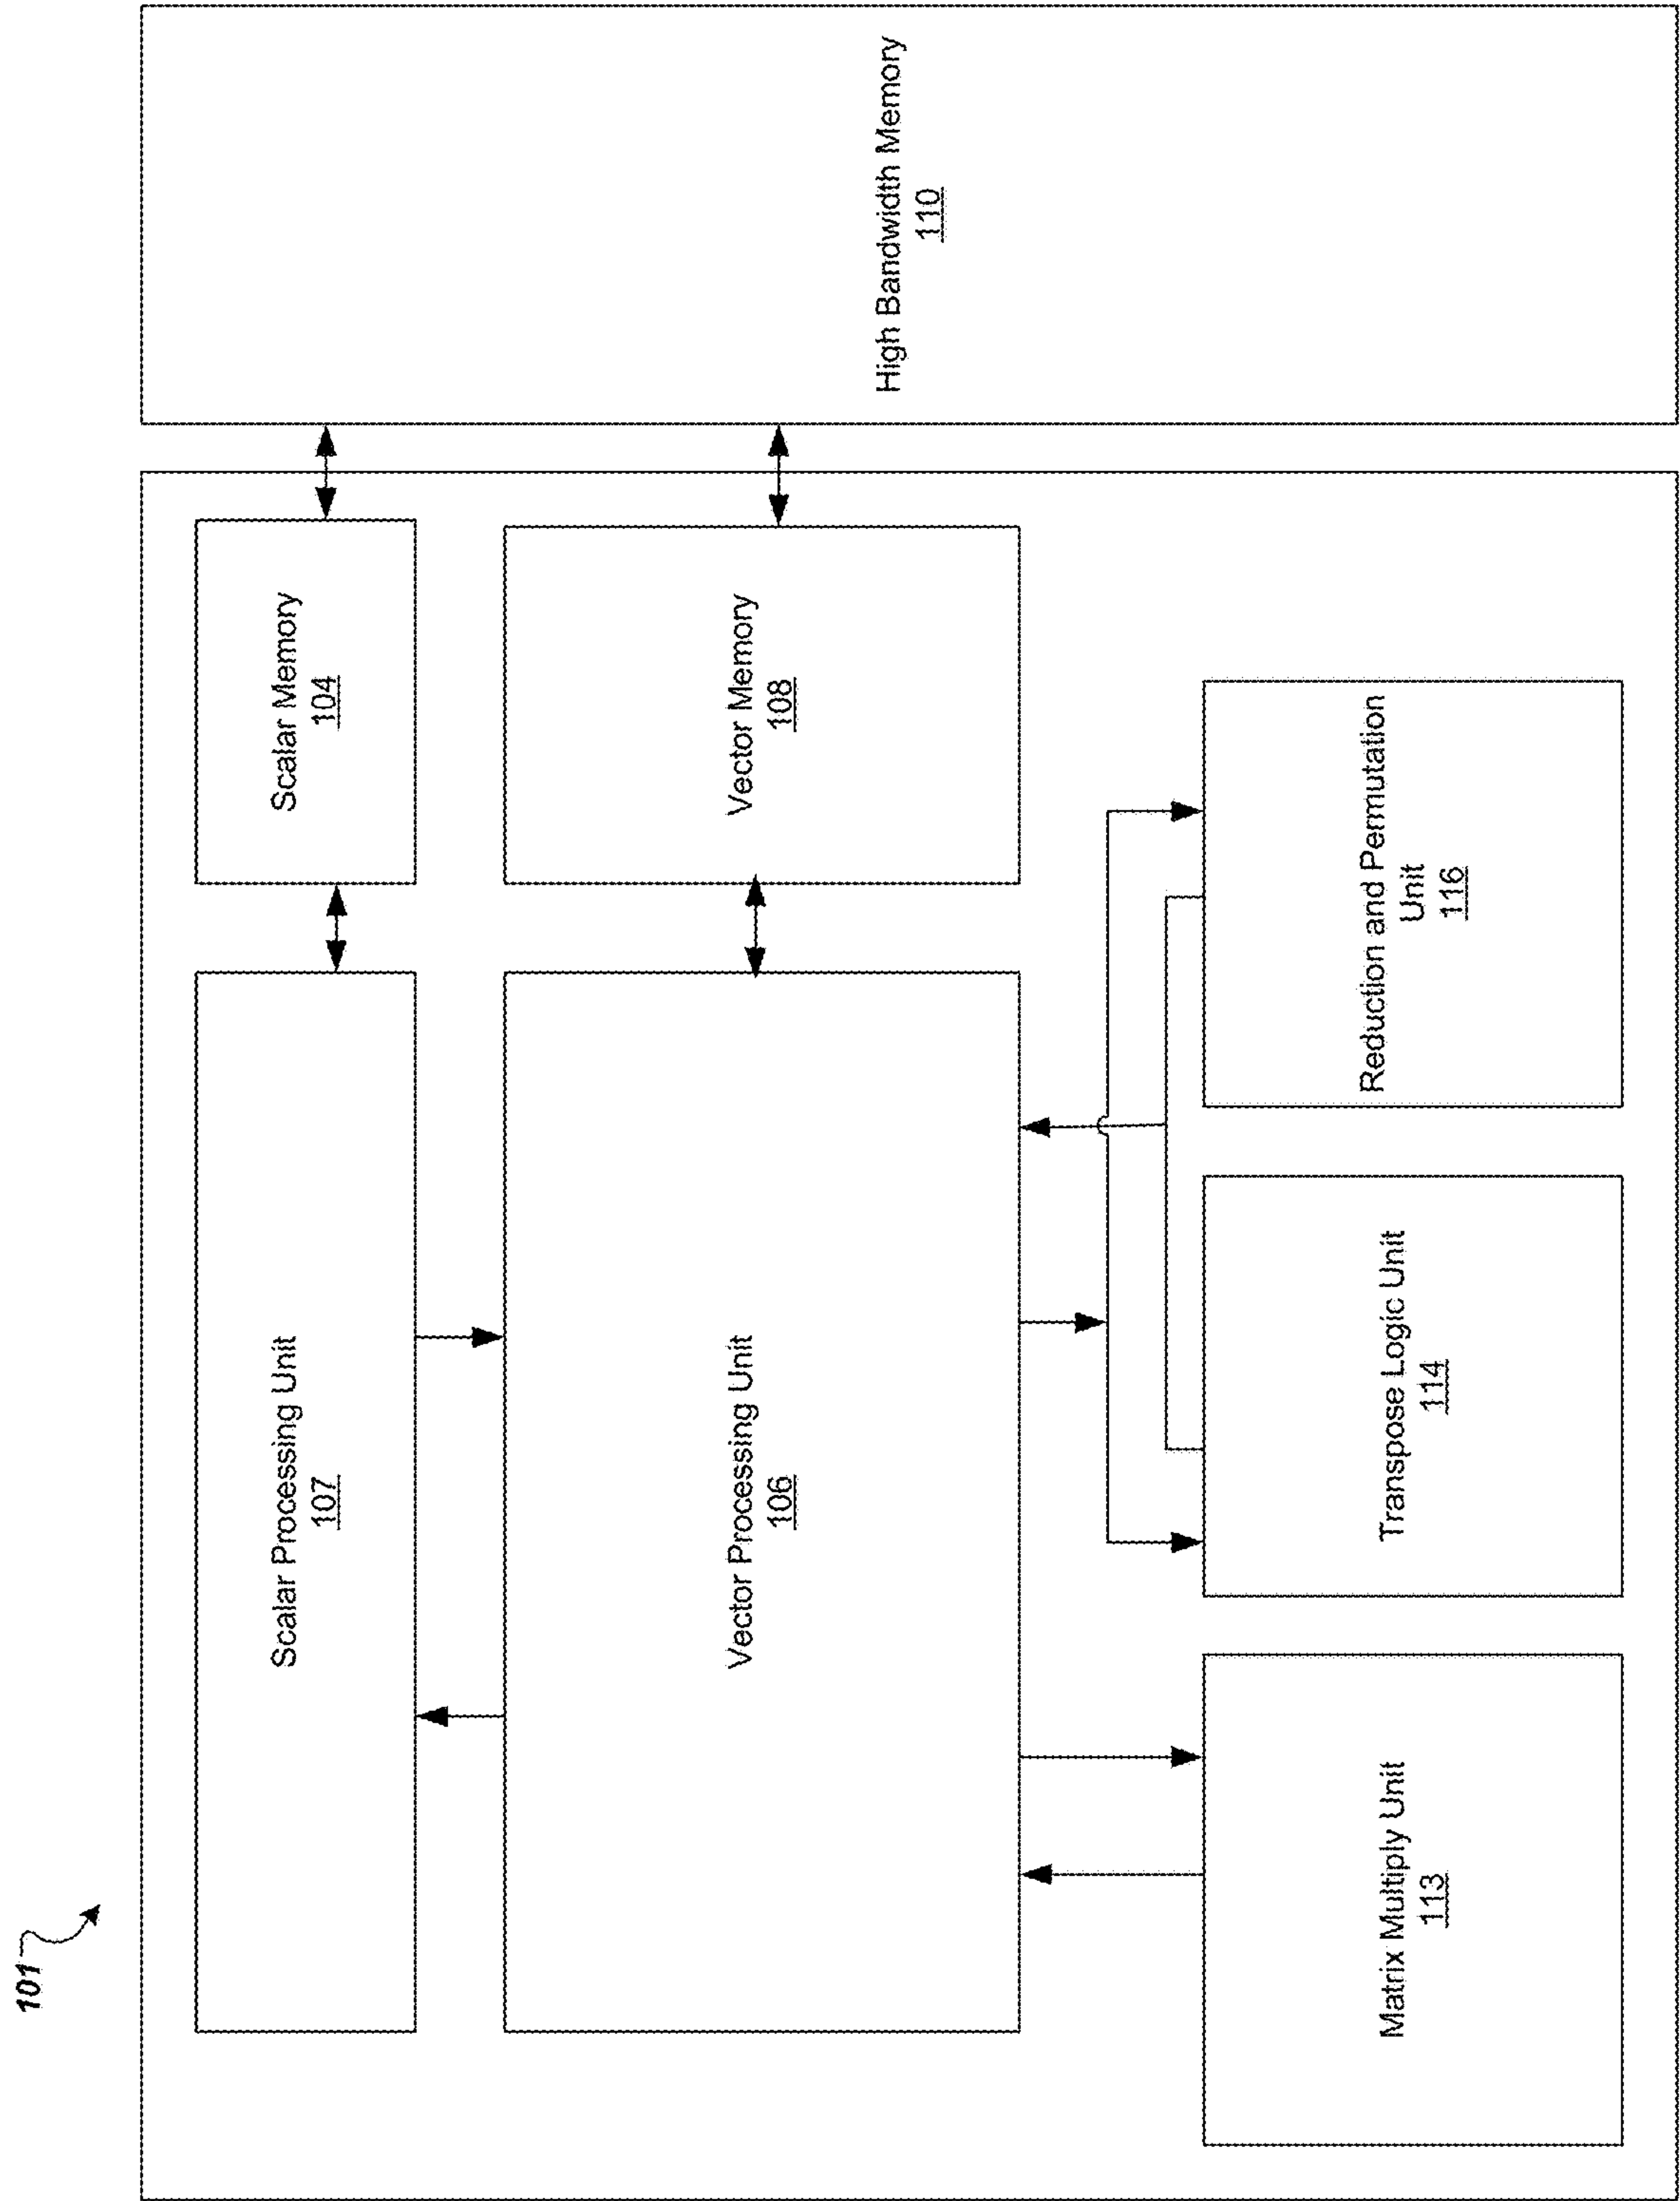 101
Scalar Processing Unit
107
Scalar Memory
104
Vector Processing Unit
106
Vector Memory
108
High Bandwidth Memory
110
Matrix Multiply Unit
113
Transpose Logic Unit
114
Reduction and Permutation
Unit
116